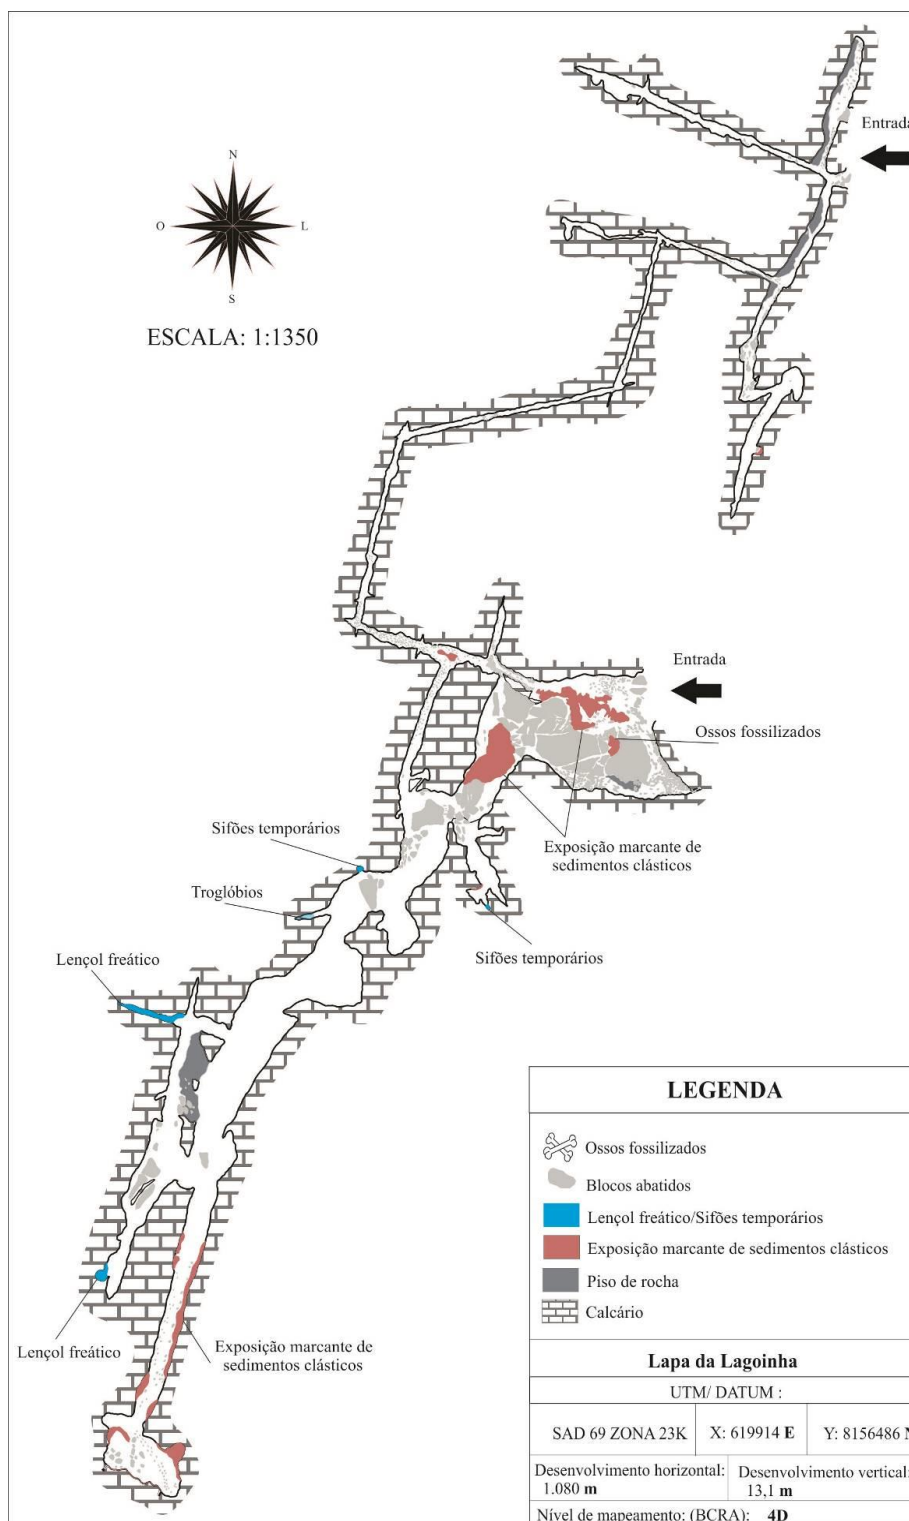 Entrada
N
O
L
S
ESCALA: 1:1350
Entrada
Ossos fossilizados
Exposição marcante de
sedimentos clásticos
Sifões temporários
Troglóbios
Sifões temporários
Lençol freático
Lençol freático
Exposição marcante de
sedimentos clásticos
LEGENDA
Ossos fossilizados
Blocos abatidos
Lençol freático/Sifões temporários
Exposição marcante de sedimentos clásticos
Piso de rocha
Calcário
Lapa da Lagoinha
UTM/ DATUM :
SAD 69 ZONA 23K X: 619914 E Y: 8156486
Desenvolvimento horizontal:
1.080 m
Desenvolvimento vertical:
13,1 m
Nível de mapeamento: (BCRA): 4D